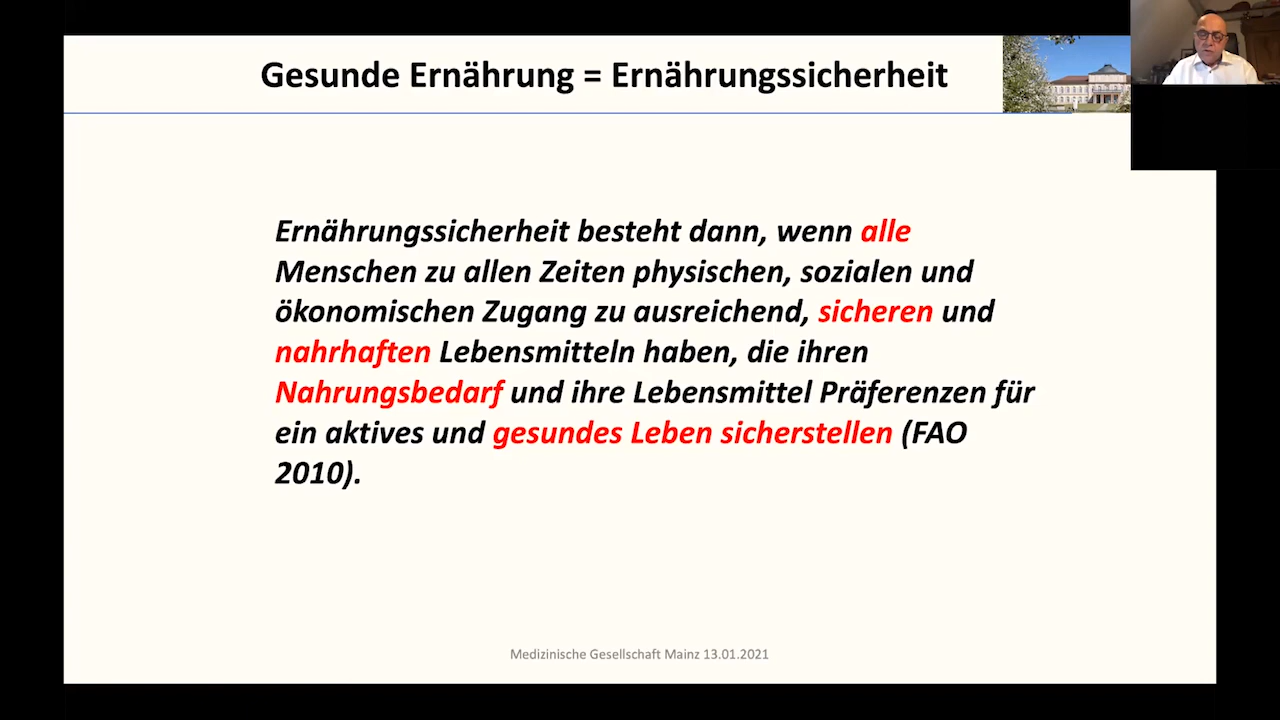 Gesunde Ernährung = Ernährungssicherheit
Ernährungssicherheit besteht dann, wenn alle
Menschen zu allen Zeiten physischen, sozialen und
ökonomischen Zugang zu ausreichend, sicheren und
nahrhaften Lebensmitteln haben, die ihren
Nahrungsbedarf und ihre Lebensmittel Präferenzen für
ein aktives und gesundes Leben sicherstellen (FAO
2010).
Medizinische Gesellschaft Mainz 13.01.2021